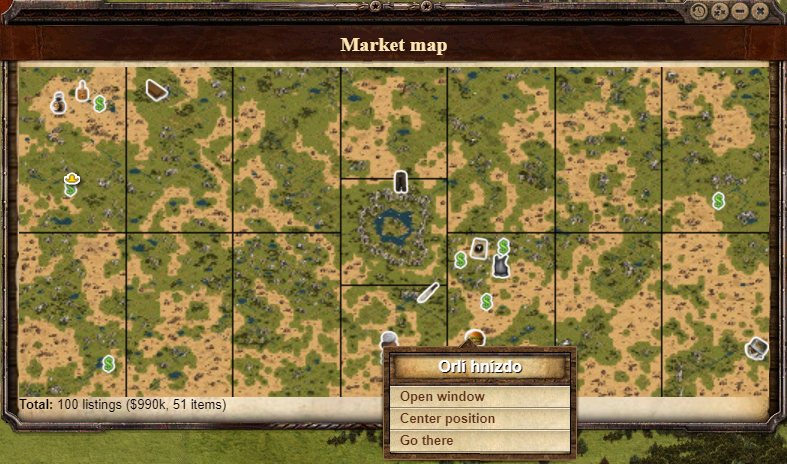 Market map
Total: 100 listings ($990k, 51 items)
Orlí hnízdo
Open window
Center position
Go there